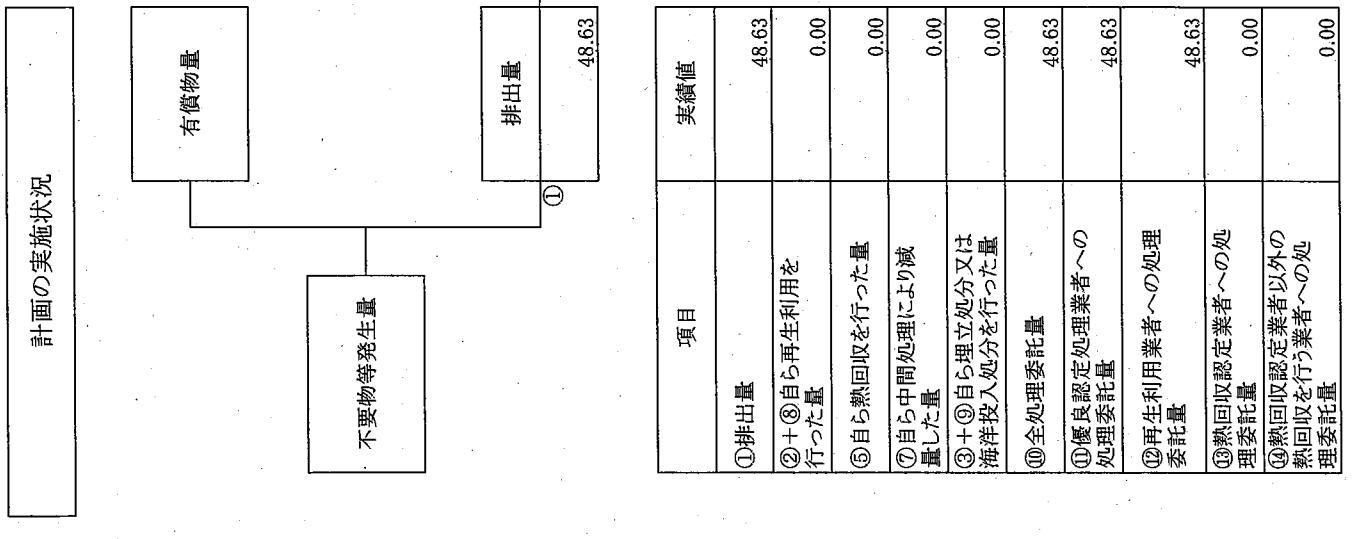 計画の実施状況
不要物等発生量
有償物量
排出量
48.63
①
項目
実績値
①排出量
48.63
②＋⑧自ら再生利用を
行った量
0.00
⑤自ら熱回収を行った量
0.00
⑦自ら中間処理により減
量した量
0.00
③＋⑨自ら埋立処分又は
海洋投入処分を行った量
0.00
⑩全処理委託量
48.63
⑪優良認定処理業者への
処理委託量
48.63
⑫再生利用業者への処理
委託量
48.63
⑬熱回収認定業者への処
理委託量
0.00
⑭熱回収認定業者以外の
熱回収を行う業者への処
理委託量
0.00